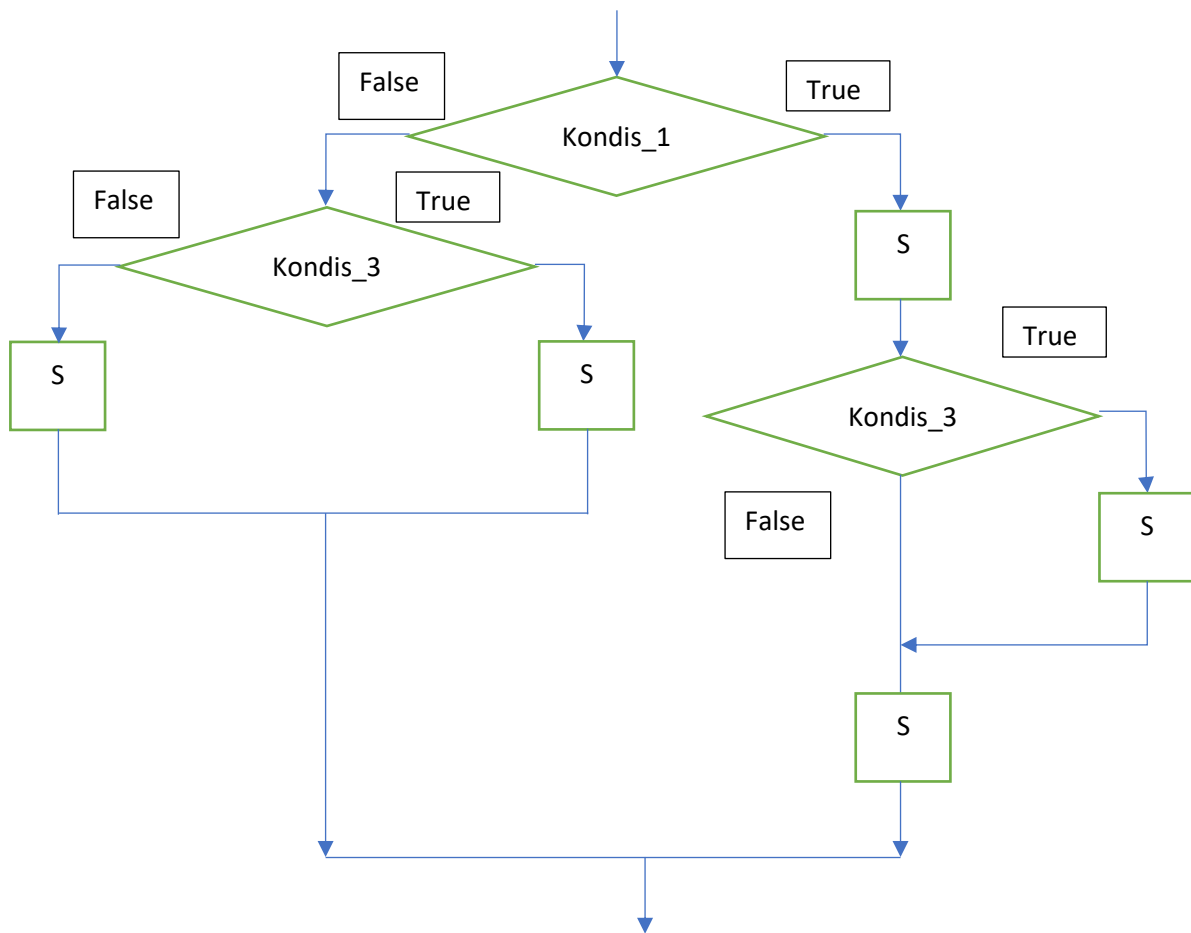 False
True
Kondis_1
False
True
S
Kondis_3
True
S
S
Kondis_3
False
S
S